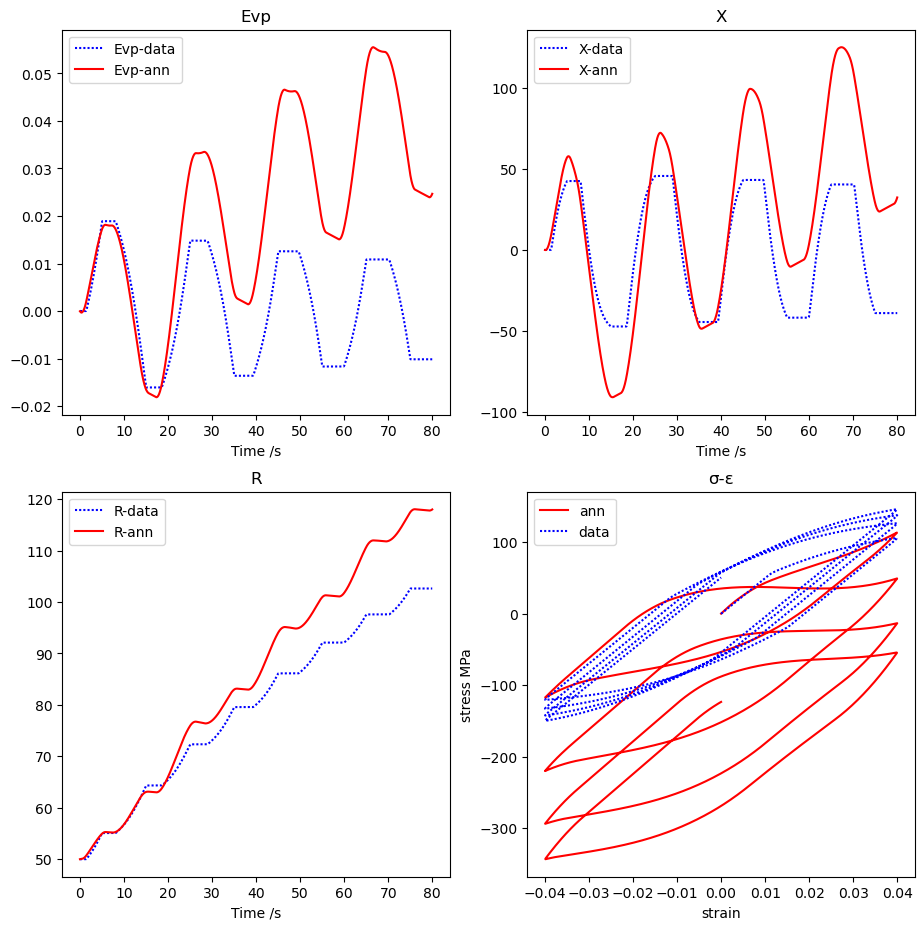 Evp
Evp-data
Evp-ann
0.05
0.04
0.03
0.02
0.01
0.00
−0.01
−0.02
0 10 20 30 40 50 60 70 80
Time /s
X
X-data
X-ann
100
50
0
−50
−100
0 10 20 30 40 50 60 70 80
Time /s
R
R-data
R-ann
120
110
100
90
80
70
60
50
0 10 20 30 40 50 60 70 80
Time /s
σ-ε
ann
data
100
0
−100
−200
−300
stress MPa
−0.04 −0.03 −0.02 −0.01 0.00 0.01 0.02 0.03 0.04
strain